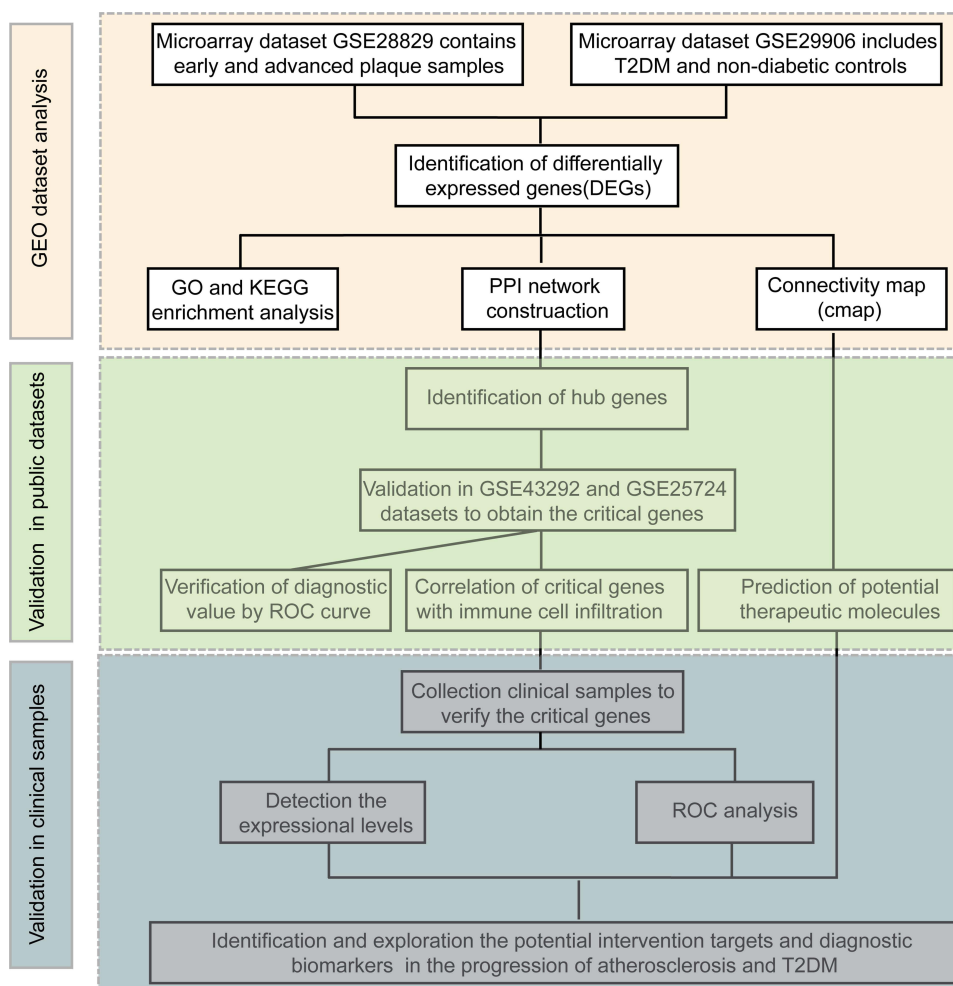 GEO dataset analysis
Microarray dataset GSE28829 contains
early and advanced plaque samples
Microarray dataset GSE29906 includes
T2DM and non-diabetic controls
Identification of differentially
expressed genes(DEGs)
GO and KEGG
enrichment analysis
PPI network
construaction
Connectivity map
(cmap)
Validation in public datasets
Identification of hub genes
Validation in GSE43292 and GSE25724
datasets to obtain the critical genes
Verification of diagnostic
value by ROC curve
Correlation of critical genes
with immune cell infiltration
Prediction of potential
therapeutic molecules
Validation in clinical samples
Collection clinical samples to
verify the critical genes
Detection the
expressional levels
ROC analysis
Identification and exploration the potential intervention targets and diagnostic
biomarkers in the progression of atherosclerosis and T2DM